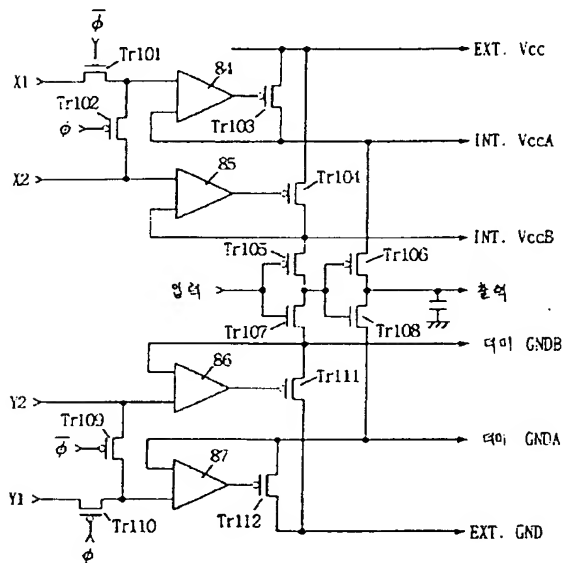 φ̅
Tr101
X1
84
EXT. Vcc
Tr102
φ
Tr103
INT. VccA
X2
85
Tr104
INT. VccB
Tr105
Tr106
입력
출력
Tr107
Tr108
더미 GNDB
86
Tr111
Y2
Tr109
φ̅
더미 GNDA
87
Y1
Tr110
Tr112
φ
EXT. GND